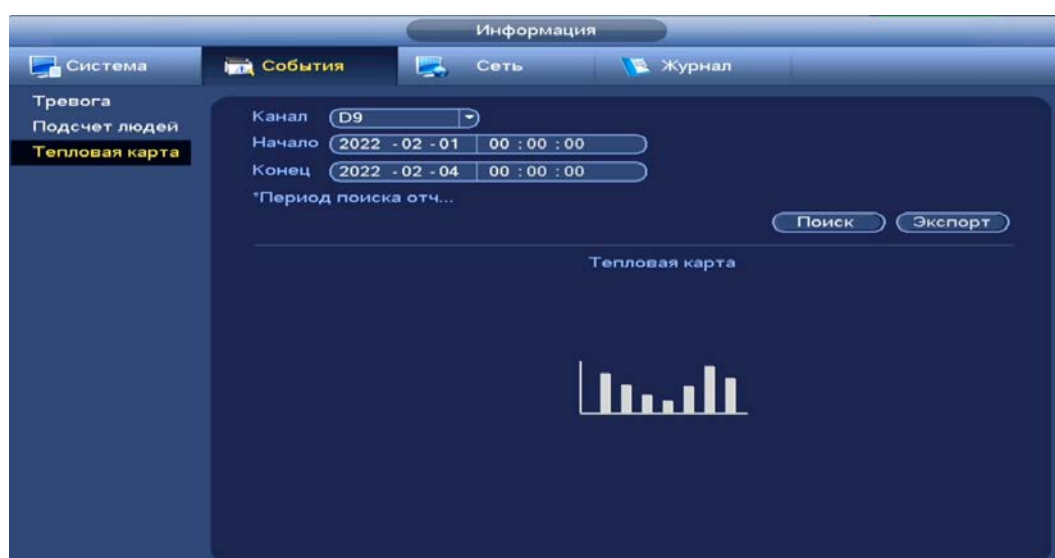 Информация
Система События Сеть Журнал
Тревога
Подсчет людей
Тепловая карта
Канал D9
Начало 2022 - 02 - 01 00 : 00 : 00
Конец 2022 - 02 - 04 00 : 00 : 00
*Период поиска отч...
Поиск Экспорт
Тепловая карта